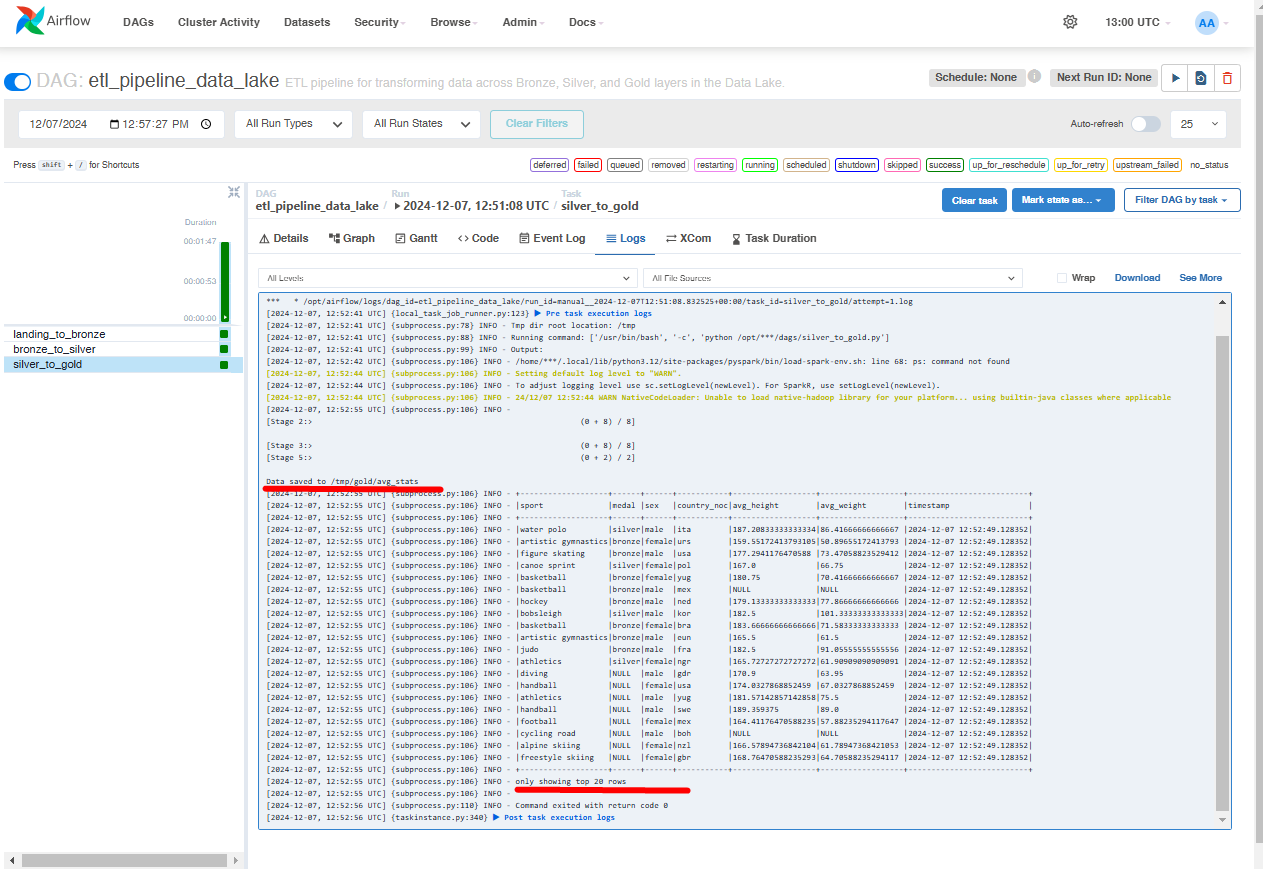 Airflow DAGs Cluster Activity Datasets Security Browse Admin Docs 13:00 UTC AA
DAG: etl_pipeline_data_lake ETL pipeline for transforming data across Bronze, Silver, and Gold layers in the Data Lake. Schedule: None i Next Run ID: None
12/07/2024 12:57:27 PM All Run Types All Run States Clear Filters Auto-refresh 25
Press shift + / for Shortcuts deferred failed queued removed restarting running scheduled shutdown skipped success up_for_reschedule up_for_retry upstream_failed no_status
DAG Run Task
etl_pipeline_data_lake / 2024-12-07, 12:51:08 UTC / silver_to_gold Clear task Mark state as... Filter DAG by task
Duration
00:01:47
00:00:53
00:00:00
landing_to_bronze
bronze_to_silver
silver_to_gold
Details Graph Gantt <> Code Event Log Logs XCom Task Duration
All Levels All File Sources Wrap Download See More
*** * /opt/airflow/logs/dag_id=etl_pipeline_data_lake/run_id=manual__2024-12-07T12:51:08.832525+00:00/task_id=silver_to_gold/attempt=1.log
[2024-12-07, 12:52:41 UTC] {local_task_job_runner.py:123} ▶ Pre task execution logs
[2024-12-07, 12:52:41 UTC] {subprocess.py:78} INFO - Tmp dir root location: /tmp
[2024-12-07, 12:52:41 UTC] {subprocess.py:88} INFO - Running command: ['/usr/bin/bash', '-c', 'python /opt/***/dags/silver_to_gold.py']
[2024-12-07, 12:52:41 UTC] {subprocess.py:99} INFO - Output:
[2024-12-07, 12:52:42 UTC] {subprocess.py:106} INFO - /home/***/.local/lib/python3.12/site-packages/pyspark/bin/load-spark-env.sh: line 68: ps: command not found
[2024-12-07, 12:52:44 UTC] {subprocess.py:106} INFO - Setting default log level to "WARN".
[2024-12-07, 12:52:44 UTC] {subprocess.py:106} INFO - To adjust logging level use sc.setLogLevel(newLevel). For SparkR, use setLogLevel(newLevel).
[2024-12-07, 12:52:44 UTC] {subprocess.py:106} INFO - 24/12/07 12:52:44 WARN NativeCodeLoader: Unable to load native-hadoop library for your platform... using builtin-java classes where applicable
[2024-12-07, 12:52:55 UTC] {subprocess.py:106} INFO -
[Stage 2:> (0 + 8) / 8]
[Stage 3:> (0 + 8) / 8]
[Stage 5:> (0 + 2) / 2]
Data saved to /tmp/gold/avg_stats
[2024-12-07, 12:52:55 UTC] {subprocess.py:106} INFO - +-------------------+------+------+-----------+------------------+------------------+--------------------------+
[2024-12-07, 12:52:55 UTC] {subprocess.py:106} INFO - |sport |medal |sex |country_noc|avg_height |avg_weight |timestamp |
[2024-12-07, 12:52:55 UTC] {subprocess.py:106} INFO - +-------------------+------+------+-----------+------------------+------------------+--------------------------+
[2024-12-07, 12:52:55 UTC] {subprocess.py:106} INFO - |water polo |silver|male |ita |187.20833333333334|86.41666666666667 |2024-12-07 12:52:49.128352|
[2024-12-07, 12:52:55 UTC] {subprocess.py:106} INFO - |artistic gymnastics|bronze|female|urs |159.55172413793105|50.89655172413793 |2024-12-07 12:52:49.128352|
[2024-12-07, 12:52:55 UTC] {subprocess.py:106} INFO - |figure skating |bronze|male |usa |177.2941176470588 |73.47058823529412 |2024-12-07 12:52:49.128352|
[2024-12-07, 12:52:55 UTC] {subprocess.py:106} INFO - |canoe sprint |silver|female|pol |167.0 |66.75 |2024-12-07 12:52:49.128352|
[2024-12-07, 12:52:55 UTC] {subprocess.py:106} INFO - |basketball |bronze|female|yug |180.75 |70.41666666666667 |2024-12-07 12:52:49.128352|
[2024-12-07, 12:52:55 UTC] {subprocess.py:106} INFO - |basketball |bronze|male |mex |NULL |NULL |2024-12-07 12:52:49.128352|
[2024-12-07, 12:52:55 UTC] {subprocess.py:106} INFO - |hockey |bronze|male |ned |179.13333333333333|77.86666666666666 |2024-12-07 12:52:49.128352|
[2024-12-07, 12:52:55 UTC] {subprocess.py:106} INFO - |bobsleigh |silver|male |kor |182.5 |101.33333333333333|2024-12-07 12:52:49.128352|
[2024-12-07, 12:52:55 UTC] {subprocess.py:106} INFO - |basketball |bronze|female|bra |183.66666666666666|71.58333333333333 |2024-12-07 12:52:49.128352|
[2024-12-07, 12:52:55 UTC] {subprocess.py:106} INFO - |artistic gymnastics|bronze|male |eun |165.5 |61.5 |2024-12-07 12:52:49.128352|
[2024-12-07, 12:52:55 UTC] {subprocess.py:106} INFO - |judo |bronze|male |fra |182.5 |91.05555555555556 |2024-12-07 12:52:49.128352|
[2024-12-07, 12:52:55 UTC] {subprocess.py:106} INFO - |athletics |silver|female|ngr |165.72727272727272|61.90909090909091 |2024-12-07 12:52:49.128352|
[2024-12-07, 12:52:55 UTC] {subprocess.py:106} INFO - |diving |NULL |male |gdr |170.9 |63.95 |2024-12-07 12:52:49.128352|
[2024-12-07, 12:52:55 UTC] {subprocess.py:106} INFO - |handball |NULL |female|usa |174.0327868852459 |67.0327868852459 |2024-12-07 12:52:49.128352|
[2024-12-07, 12:52:55 UTC] {subprocess.py:106} INFO - |athletics |NULL |male |yug |181.57142857142858|75.5 |2024-12-07 12:52:49.128352|
[2024-12-07, 12:52:55 UTC] {subprocess.py:106} INFO - |handball |NULL |male |swe |189.359375 |89.0 |2024-12-07 12:52:49.128352|
[2024-12-07, 12:52:55 UTC] {subprocess.py:106} INFO - |football |NULL |female|mex |164.41176470588235|57.88235294117647 |2024-12-07 12:52:49.128352|
[2024-12-07, 12:52:55 UTC] {subprocess.py:106} INFO - |cycling road |NULL |male |boh |NULL |NULL |2024-12-07 12:52:49.128352|
[2024-12-07, 12:52:55 UTC] {subprocess.py:106} INFO - |alpine skiing |NULL |female|nzl |166.57894736842104|61.78947368421053 |2024-12-07 12:52:49.128352|
[2024-12-07, 12:52:55 UTC] {subprocess.py:106} INFO - |freestyle skiing |NULL |female|gbr |168.76470588235293|64.70588235294117 |2024-12-07 12:52:49.128352|
[2024-12-07, 12:52:55 UTC] {subprocess.py:106} INFO - +-------------------+------+------+-----------+------------------+------------------+--------------------------+
[2024-12-07, 12:52:55 UTC] {subprocess.py:106} INFO - only showing top 20 rows
[2024-12-07, 12:52:55 UTC] {subprocess.py:106} INFO -
[2024-12-07, 12:52:56 UTC] {subprocess.py:110} INFO - Command exited with return code 0
[2024-12-07, 12:52:56 UTC] {taskinstance.py:340} ▶ Post task execution logs